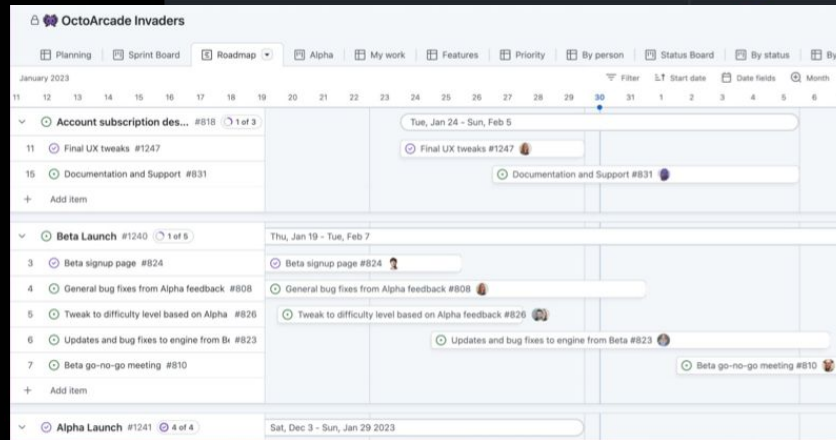 OctoArcade Invaders
Planning Sprint Board Roadmap Alpha My work Features Priority By person Status Board By status By
January 2023 Filter Start date Date fields Month
11 12 13 14 15 16 17 18 19 20 21 22 23 24 25 26 27 28 29 30 31 1 2 3 4 5 6
Account subscription des... #818 1 of 3 Tue, Jan 24 - Sun, Feb 5
11 Final UX tweaks #1247 Final UX tweaks #1247
15 Documentation and Support #831 Documentation and Support #831
+ Add item
Beta Launch #1240 1 of 5 Thu, Jan 19 - Tue, Feb 7
3 Beta signup page #824 Beta signup page #824
4 General bug fixes from Alpha feedback #808 General bug fixes from Alpha feedback #808
5 Tweak to difficulty level based on Alpha #826 Tweak to difficulty level based on Alpha feedback #826
6 Updates and bug fixes to engine from Be #823 Updates and bug fixes to engine from Beta #823
7 Beta go-no-go meeting #810 Beta go-no-go meeting #810
+ Add item
Alpha Launch #1241 4 of 4 Sat, Dec 3 - Sun, Jan 29 2023